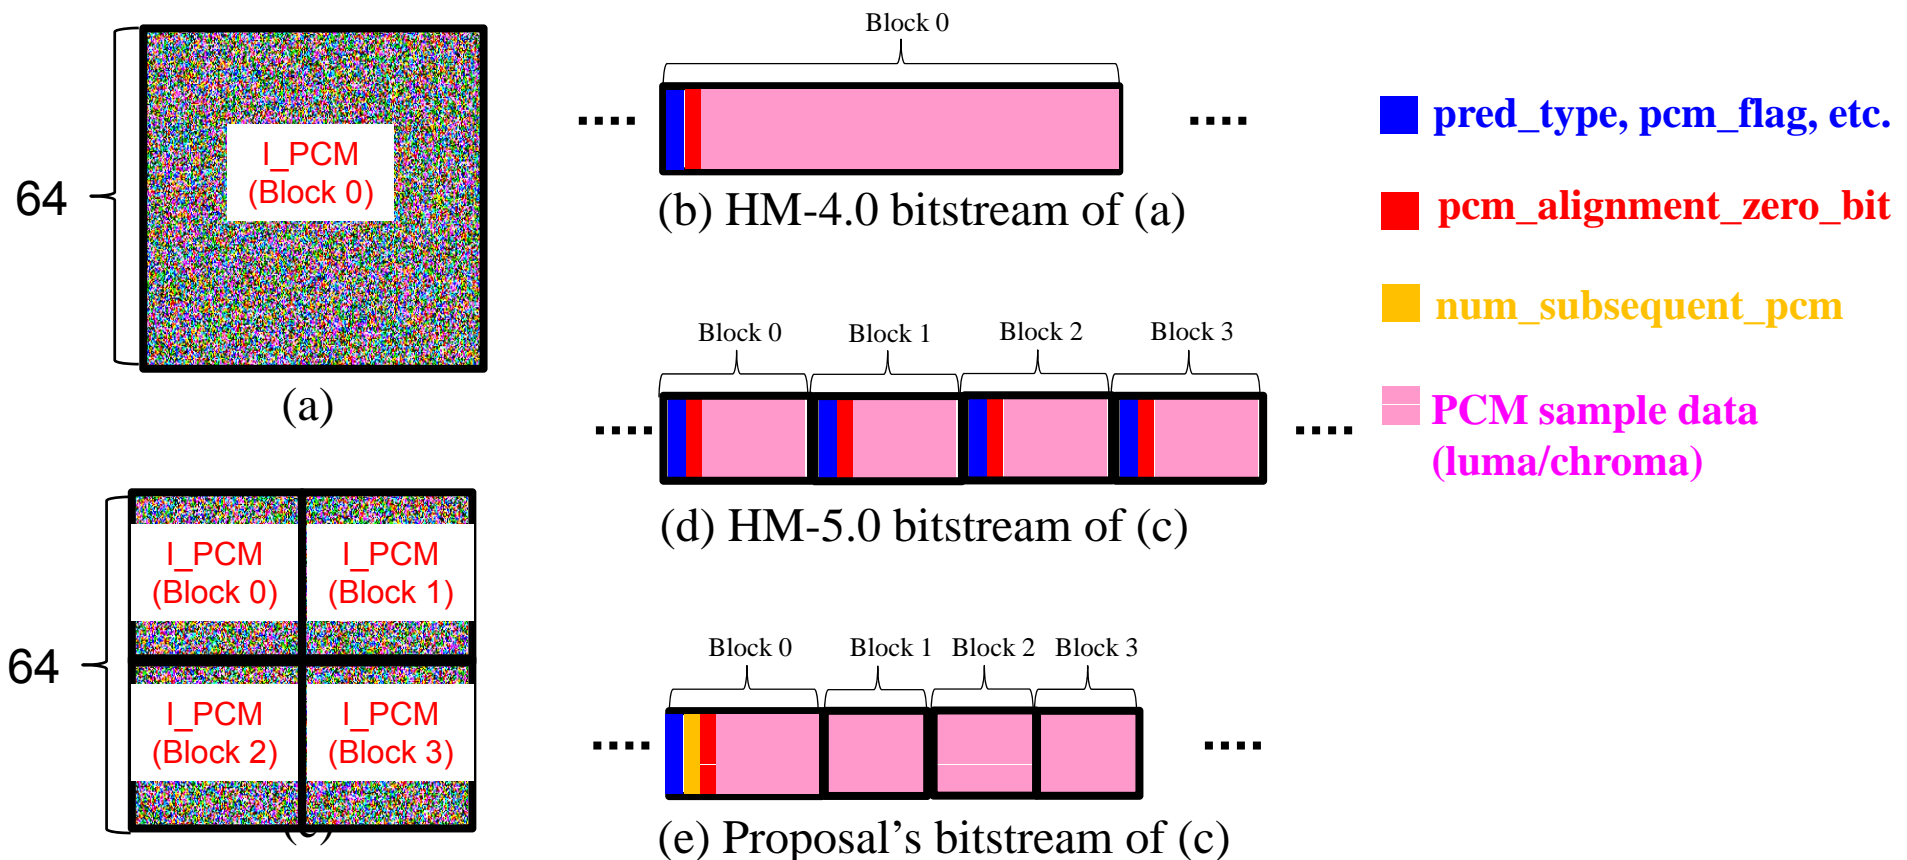 64
I_PCM
(Block 0)
(a)
Block 0
....
....
(b) HM-4.0 bitstream of (a)
pred_type, pcm_flag, etc.
pcm_alignment_zero_bit
num_subsequent_pcm
PCM sample data
(luma/chroma)
Block 0
Block 1
Block 2
Block 3
....
....
(d) HM-5.0 bitstream of (c)
64
I_PCM
(Block 0)
I_PCM
(Block 1)
I_PCM
(Block 2)
I_PCM
(Block 3)
Block 0
Block 1
Block 2
Block 3
....
....
(e) Proposal's bitstream of (c)